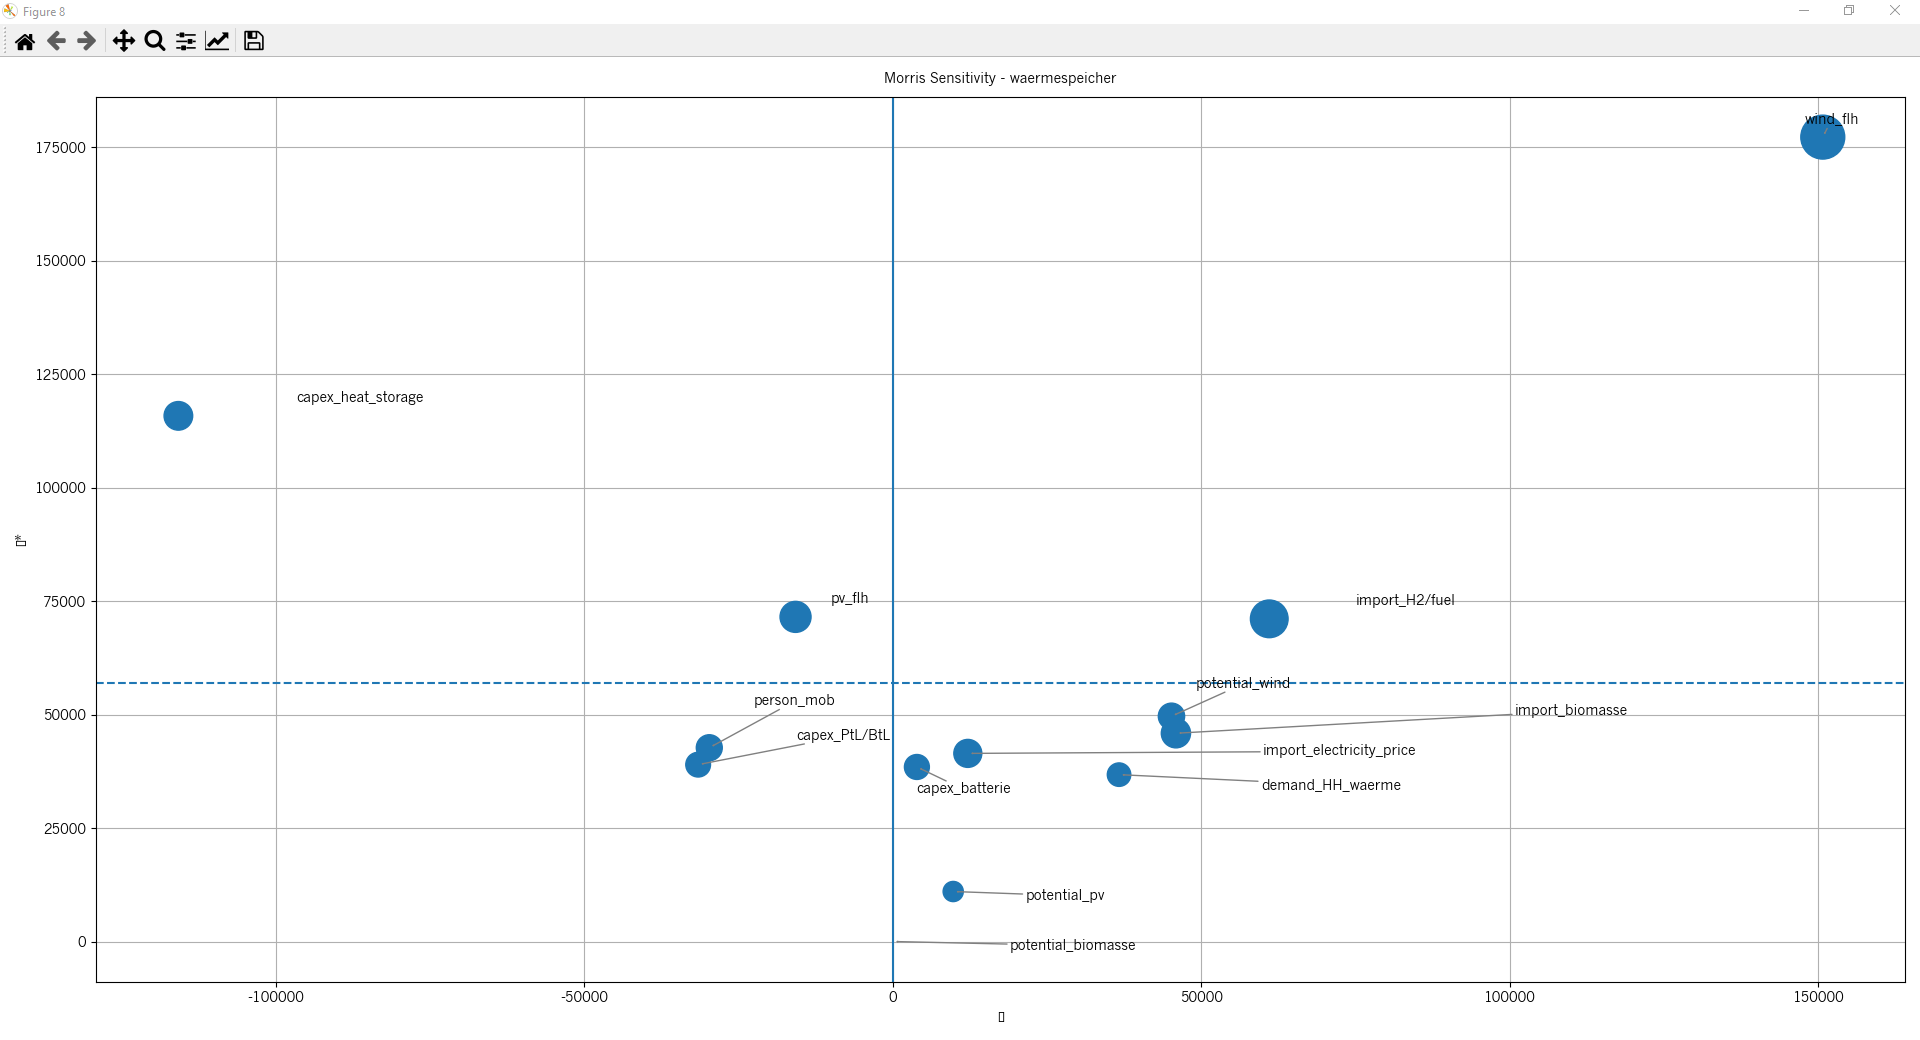 Figure 8
Morris Sensitivity - waermespeicher
wind_flh
175000
150000
125000
capex_heat_storage
100000
▯*
75000
pv_flh
import_H2/fuel
potential_wind
person_mob
50000
import_biomasse
capex_PtL/BtL
import_electricity_price
capex_batterie
demand_HH_waerme
25000
potential_pv
0
potential_biomasse
-100000 -50000 0 50000 100000 150000
▯